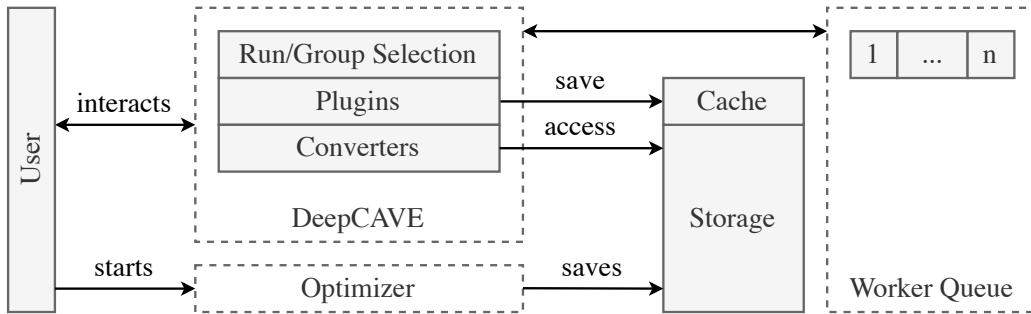 User
interacts
starts
Run/Group Selection
Plugins
Converters
DeepCAVE
Optimizer
save
access
saves
Cache
Storage
1 ... n
Worker Queue